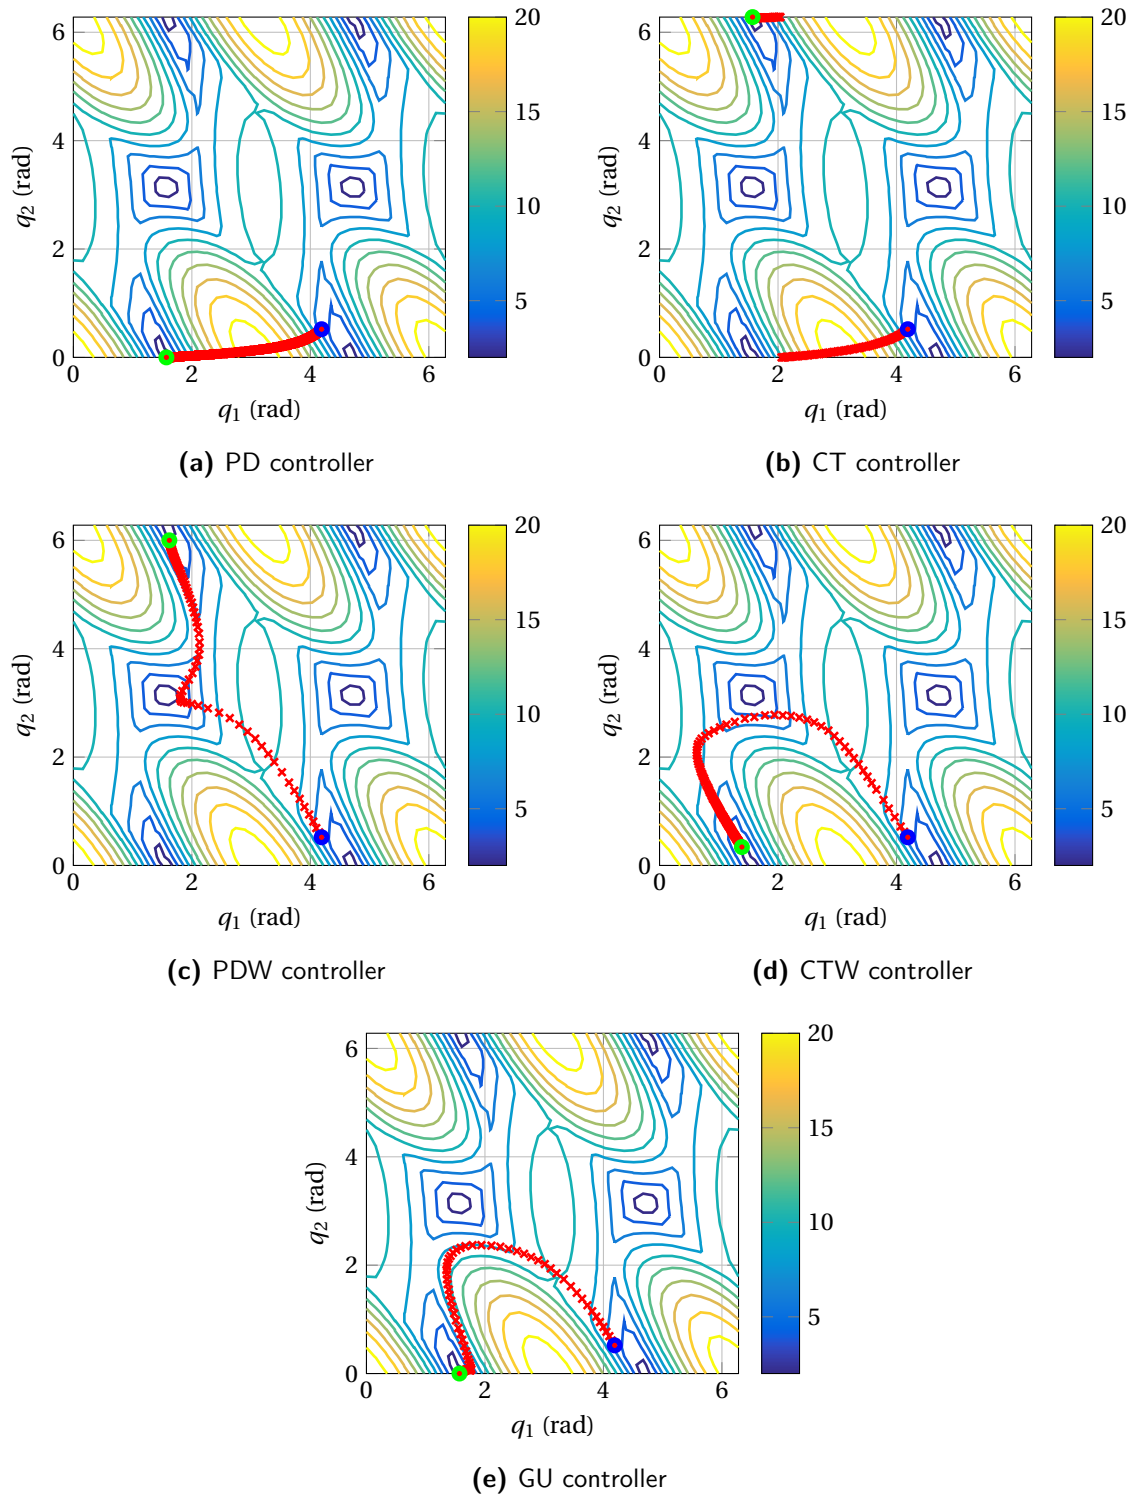 20
15
10
5
6
4
2
0
0 2 4 6
q₂ (rad)
q₁ (rad)
(a) PD controller
20
15
10
5
6
4
2
0
0 2 4 6
q₂ (rad)
q₁ (rad)
(b) CT controller
20
15
10
5
6
4
2
0
0 2 4 6
q₂ (rad)
q₁ (rad)
(c) PDW controller
20
15
10
5
6
4
2
0
0 2 4 6
q₂ (rad)
q₁ (rad)
(d) CTW controller
20
15
10
5
6
4
2
0
0 2 4 6
q₂ (rad)
q₁ (rad)
(e) GU controller